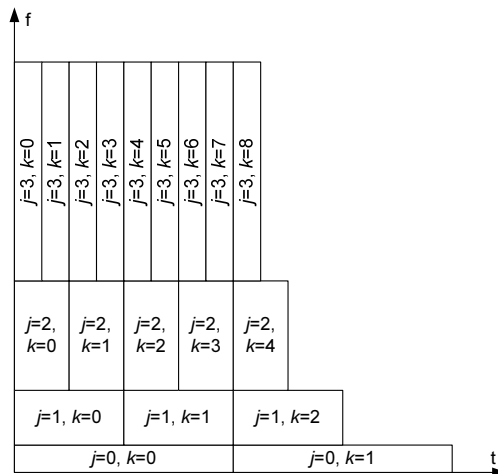 f
j=3, k=0
j=3, k=1
j=3, k=2
j=3, k=3
j=3, k=4
j=3, k=5
j=3, k=6
j=3, k=7
j=3, k=8
j=2,
k=0
j=2,
k=1
j=2,
k=2
j=2,
k=3
j=2,
k=4
j=1, k=0
j=1, k=1
j=1, k=2
j=0, k=0
j=0, k=1
t